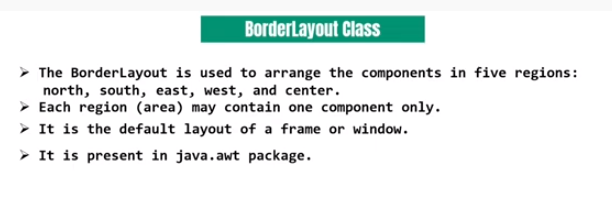 BorderLayout Class
➢ The BorderLayout is used to arrange the components in five regions:
north, south, east, west, and center.
➢ Each region (area) may contain one component only.
➢ It is the default layout of a frame or window.
➢ It is present in java.awt package.